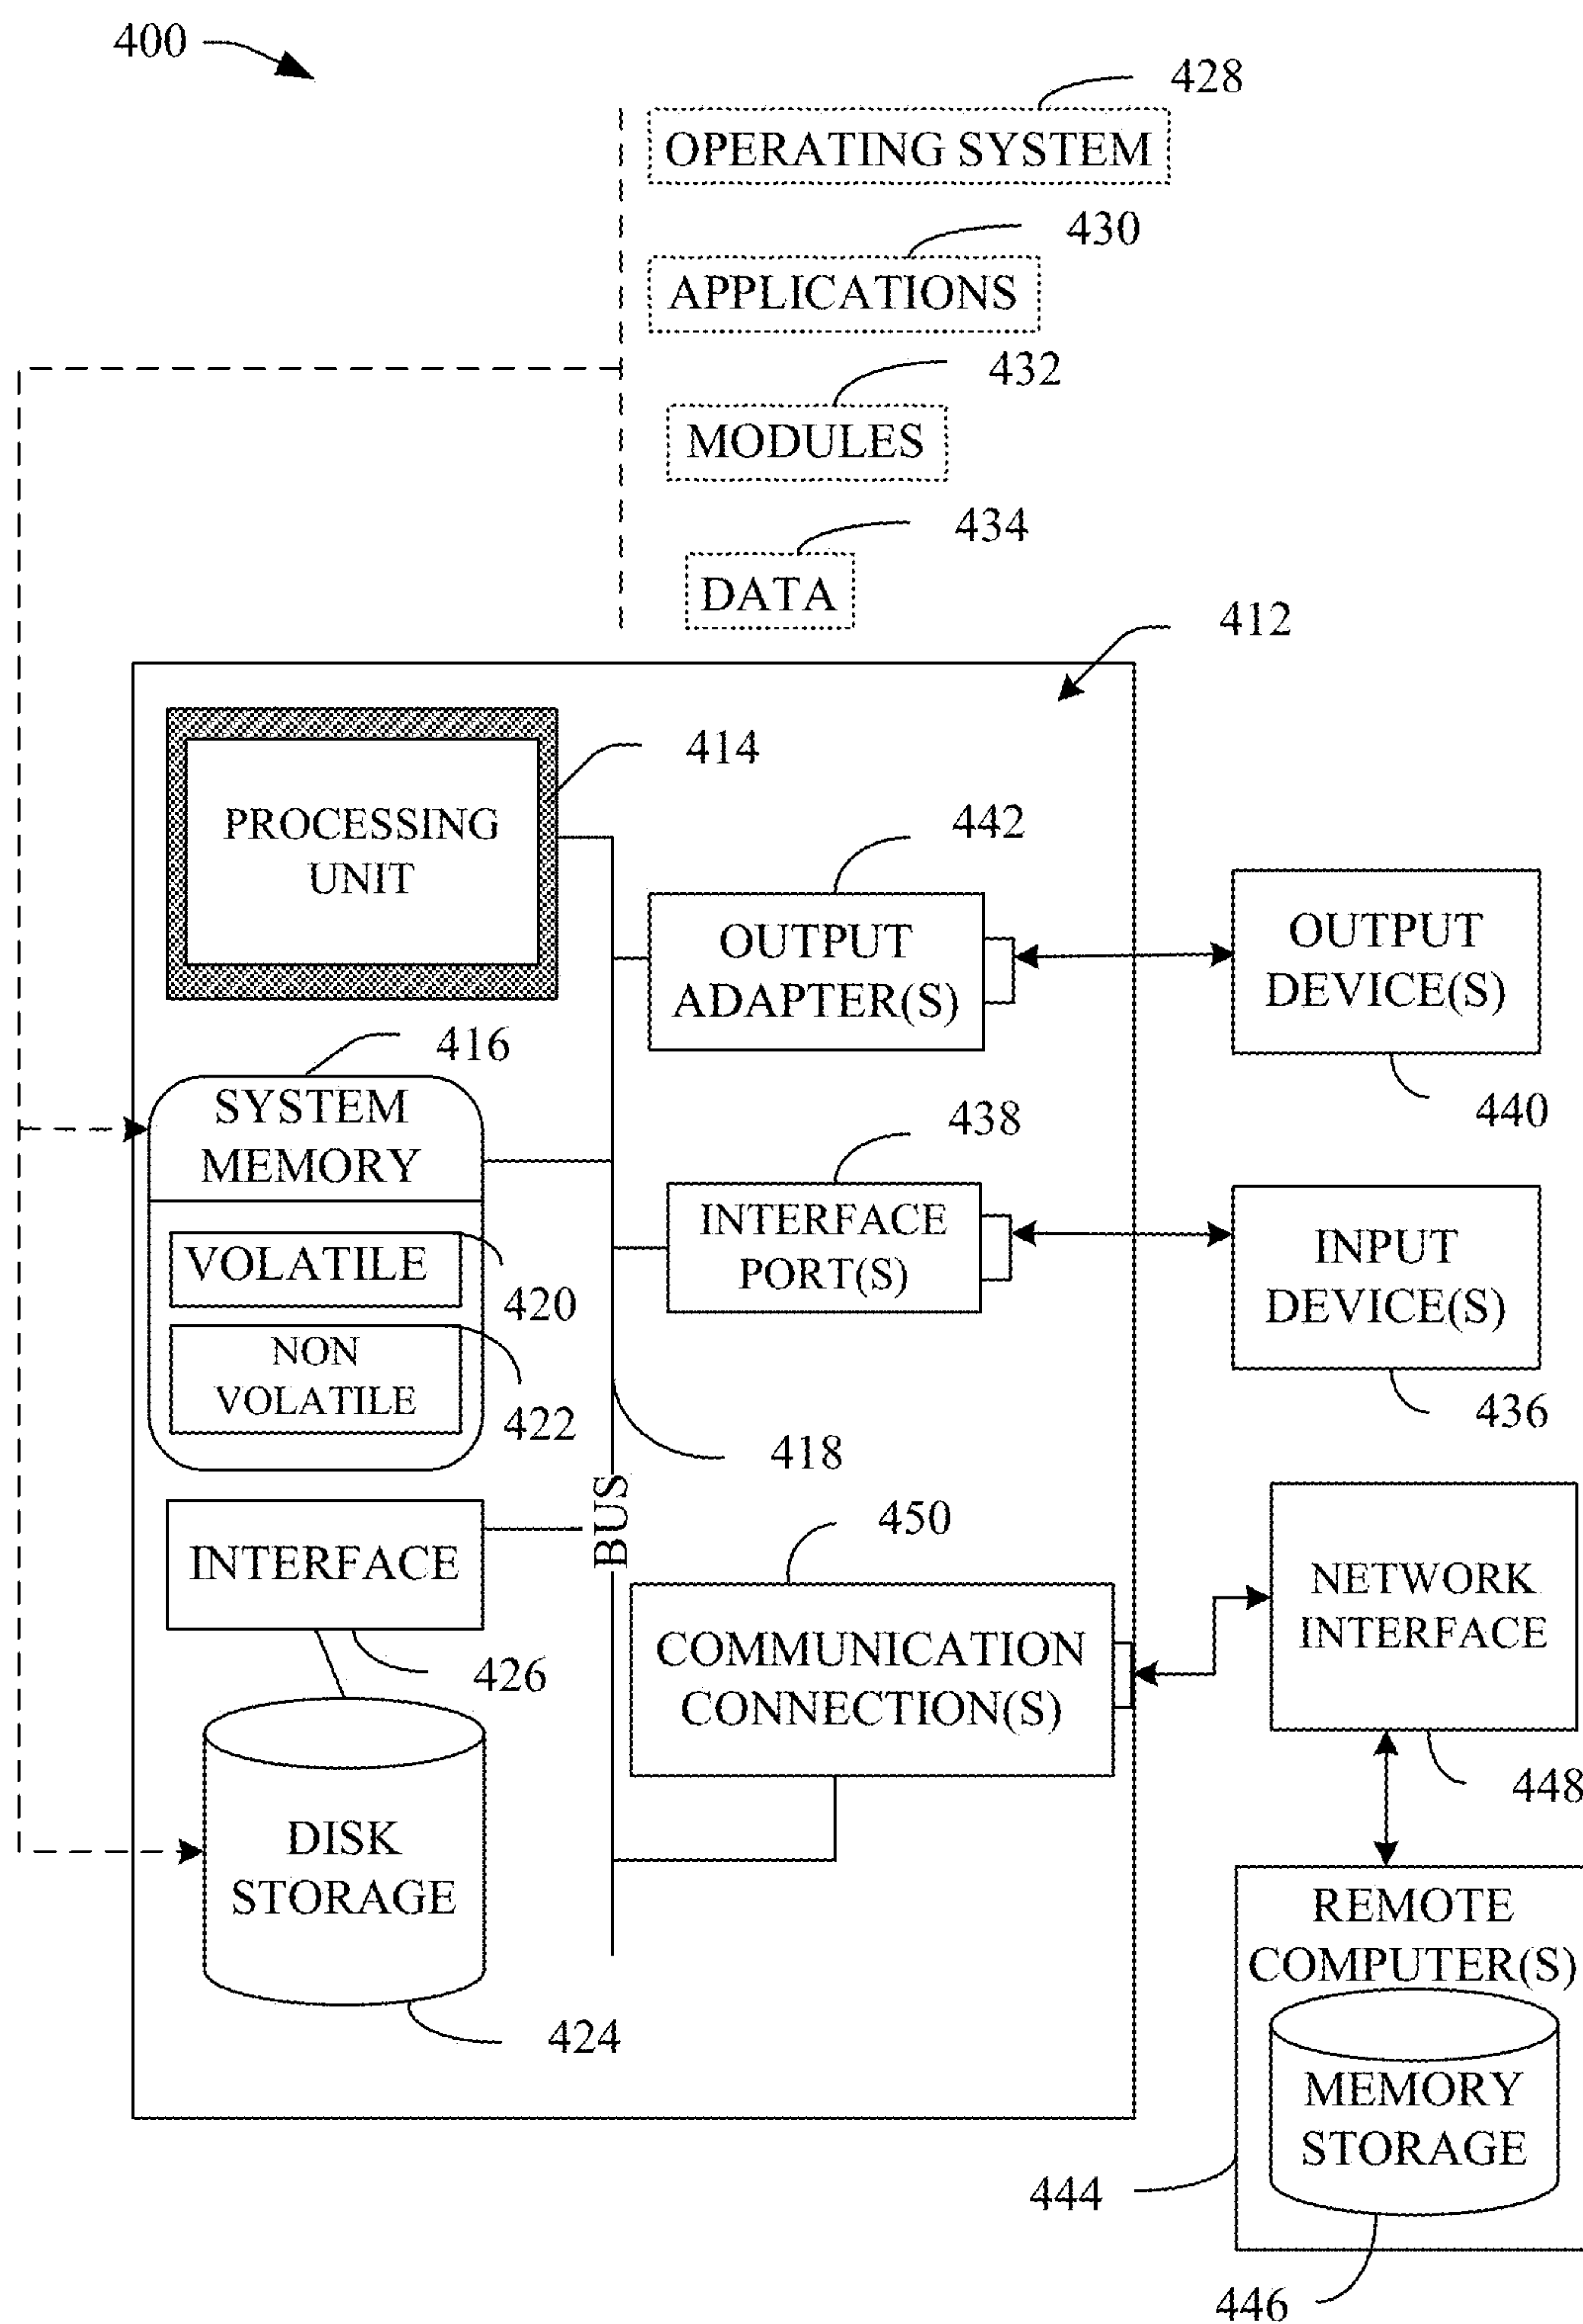 400
428
OPERATING SYSTEM
430
APPLICATIONS
432
MODULES
434
DATA
412
414
PROCESSING
UNIT
442
OUTPUT
ADAPTER(S)
OUTPUT
DEVICE(S)
440
416
SYSTEM
MEMORY
438
INTERFACE
PORT(S)
INPUT
DEVICE(S)
436
VOLATILE
420
NON
VOLATILE
422
418
BUS
INTERFACE
426
450
COMMUNICATION
CONNECTION(S)
NETWORK
INTERFACE
448
DISK
STORAGE
424
REMOTE
COMPUTER(S)
MEMORY
STORAGE
444
446